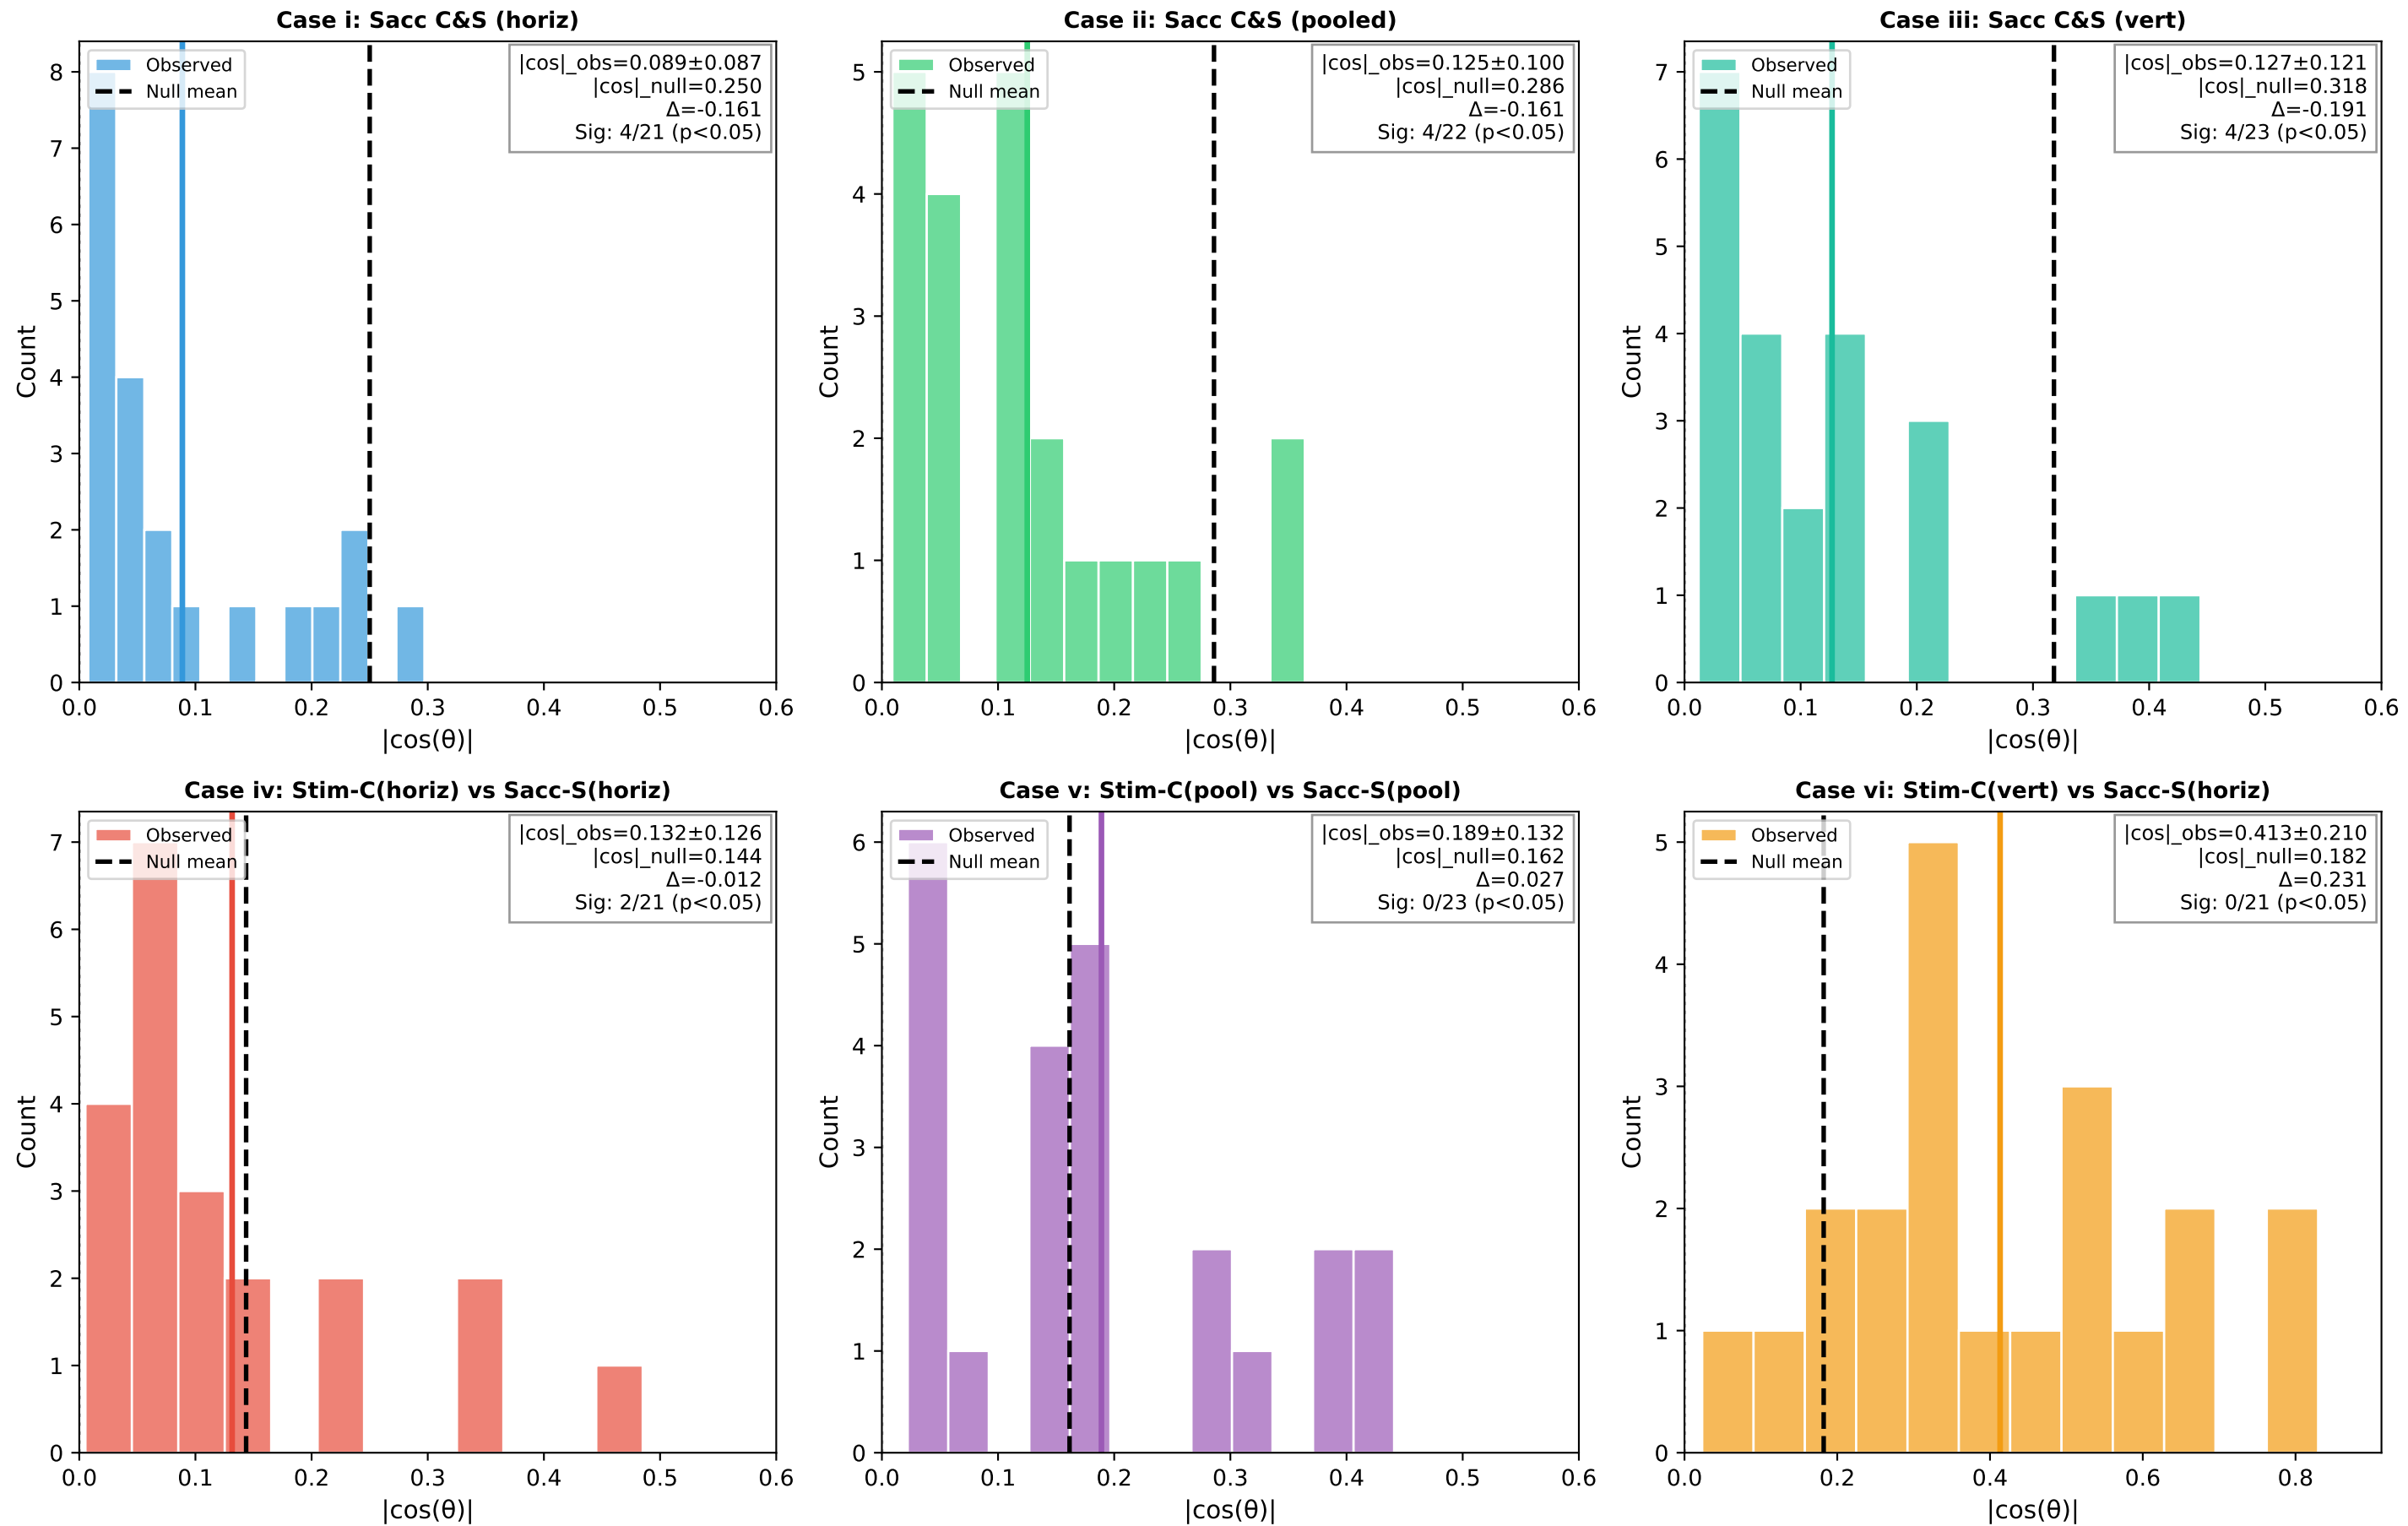 Case i: Sacc C&S (horiz)
Observed
Null mean
|cos|_obs=0.089±0.087
|cos|_null=0.250
Δ=-0.161
Sig: 4/21 (p<0.05)
Count
8
7
6
5
4
3
2
1
0
0.0 0.1 0.2 0.3 0.4 0.5 0.6
|cos(θ)|
Case ii: Sacc C&S (pooled)
Observed
Null mean
|cos|_obs=0.125±0.100
|cos|_null=0.286
Δ=-0.161
Sig: 4/22 (p<0.05)
Count
5
4
3
2
1
0
0.0 0.1 0.2 0.3 0.4 0.5 0.6
|cos(θ)|
Case iii: Sacc C&S (vert)
Observed
Null mean
|cos|_obs=0.127±0.121
|cos|_null=0.318
Δ=-0.191
Sig: 4/23 (p<0.05)
Count
7
6
5
4
3
2
1
0
0.0 0.1 0.2 0.3 0.4 0.5 0.6
|cos(θ)|
Case iv: Stim-C(horiz) vs Sacc-S(horiz)
Observed
Null mean
|cos|_obs=0.132±0.126
|cos|_null=0.144
Δ=-0.012
Sig: 2/21 (p<0.05)
Count
7
6
5
4
3
2
1
0
0.0 0.1 0.2 0.3 0.4 0.5 0.6
|cos(θ)|
Case v: Stim-C(pool) vs Sacc-S(pool)
Observed
Null mean
|cos|_obs=0.189±0.132
|cos|_null=0.162
Δ=0.027
Sig: 0/23 (p<0.05)
Count
6
5
4
3
2
1
0
0.0 0.1 0.2 0.3 0.4 0.5 0.6
|cos(θ)|
Case vi: Stim-C(vert) vs Sacc-S(horiz)
Observed
Null mean
|cos|_obs=0.413±0.210
|cos|_null=0.182
Δ=0.231
Sig: 0/21 (p<0.05)
Count
5
4
3
2
1
0
0.0 0.2 0.4 0.6 0.8
|cos(θ)|